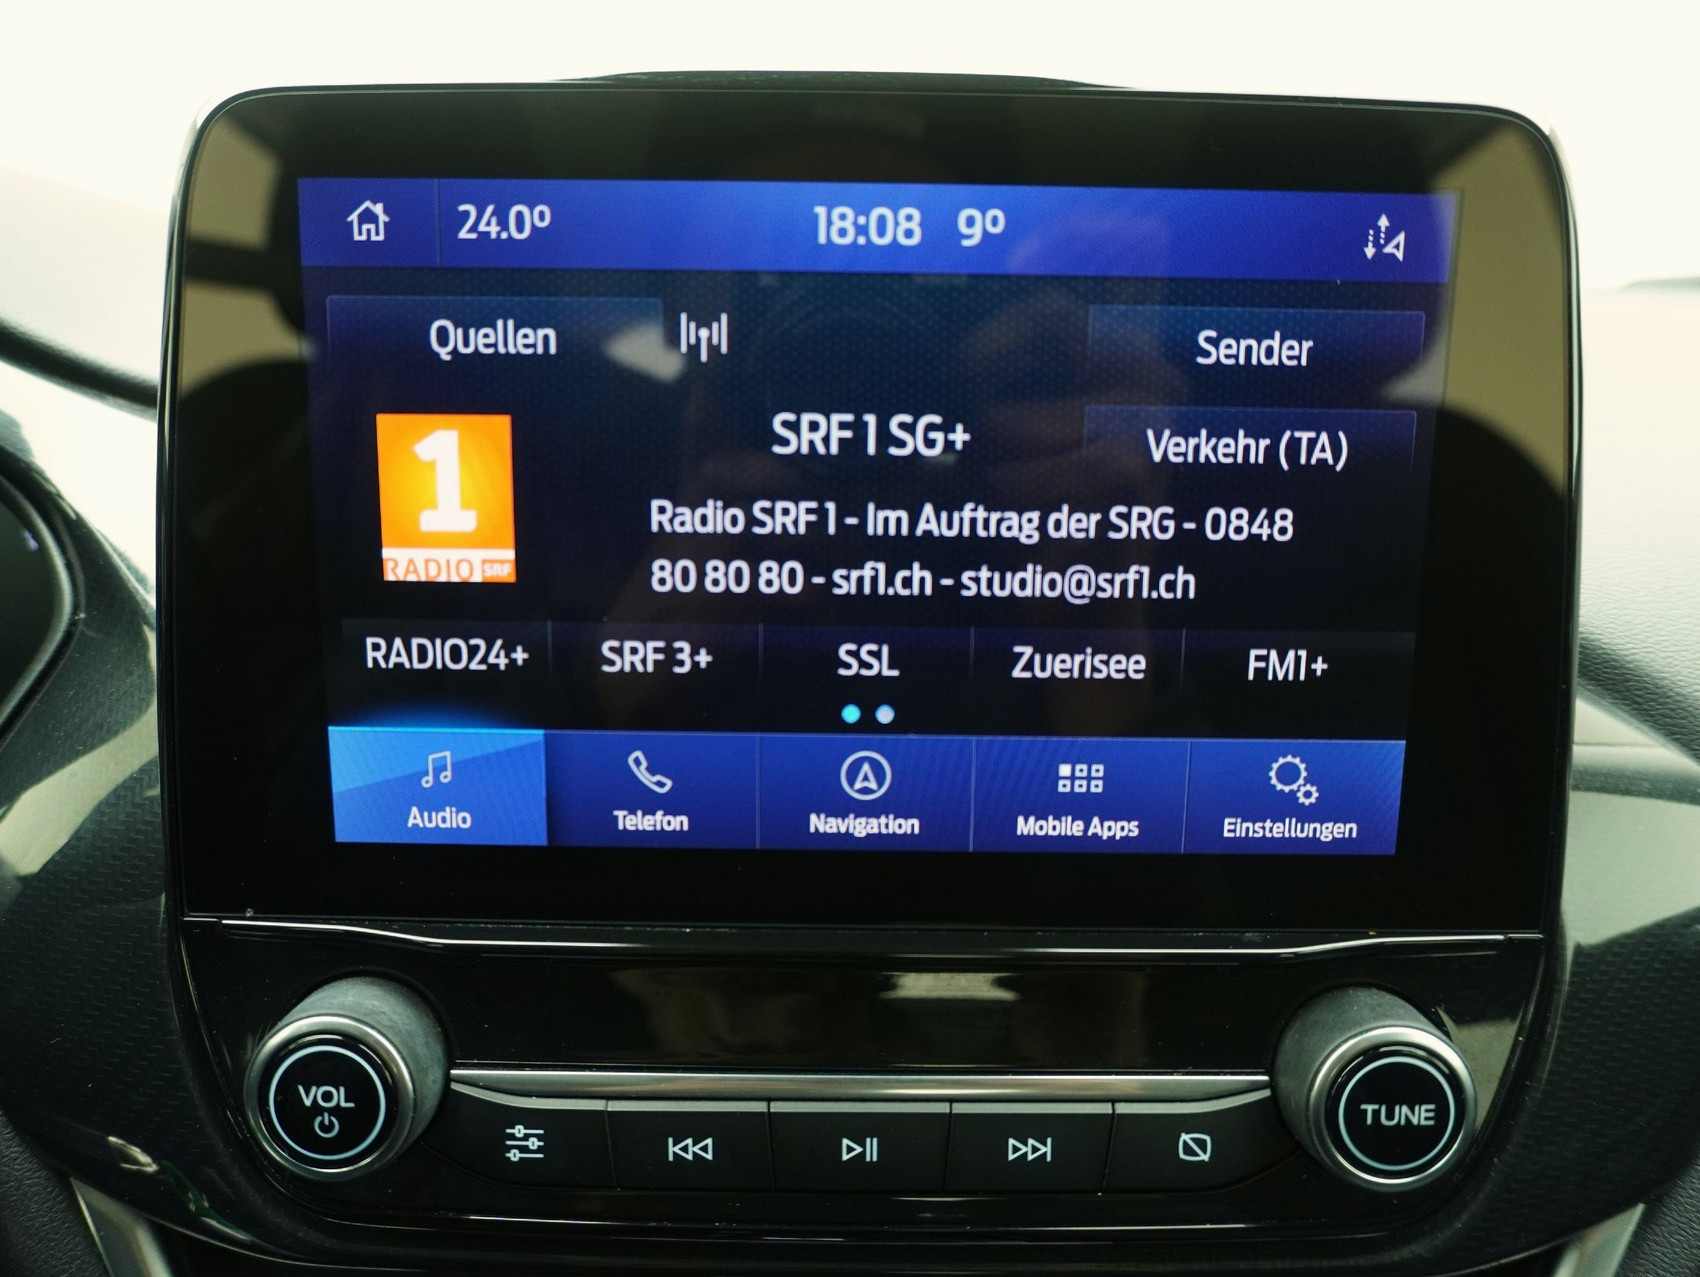 24.0º 18:08 9º
Quellen Sender
SRF 1 SG+ Verkehr (TA)
1
RADIO SRF
Radio SRF 1 - Im Auftrag der SRG - 0848
80 80 80 - srf1.ch - studio@srf1.ch
RADIO24+ SRF 3+ SSL Zuerisee FM1+
Audio Telefon Navigation Mobile Apps Einstellungen
VOL TUNE